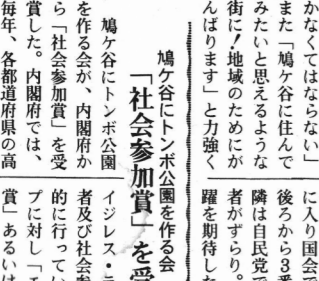 かなくてはならない」
また「鳩ケ谷に住んで
みたいと思えるような
街に！地域のためにが
んばります」と力強く
に入り国会で
後ろから3番
隣は自民党で
者がずらり。
躍を期待した
鳩ケ谷にトンボ公園を作る会
「社会参加賞」を受
鳩ケ谷にトンボ公園
を作る会が、内閣府か
ら「社会参加賞」を受
賞した。内閣府では、
毎年、各都道府県の高
イジレス・
者及び社会参
的に行ってい
プに対し「
賞」あるいは